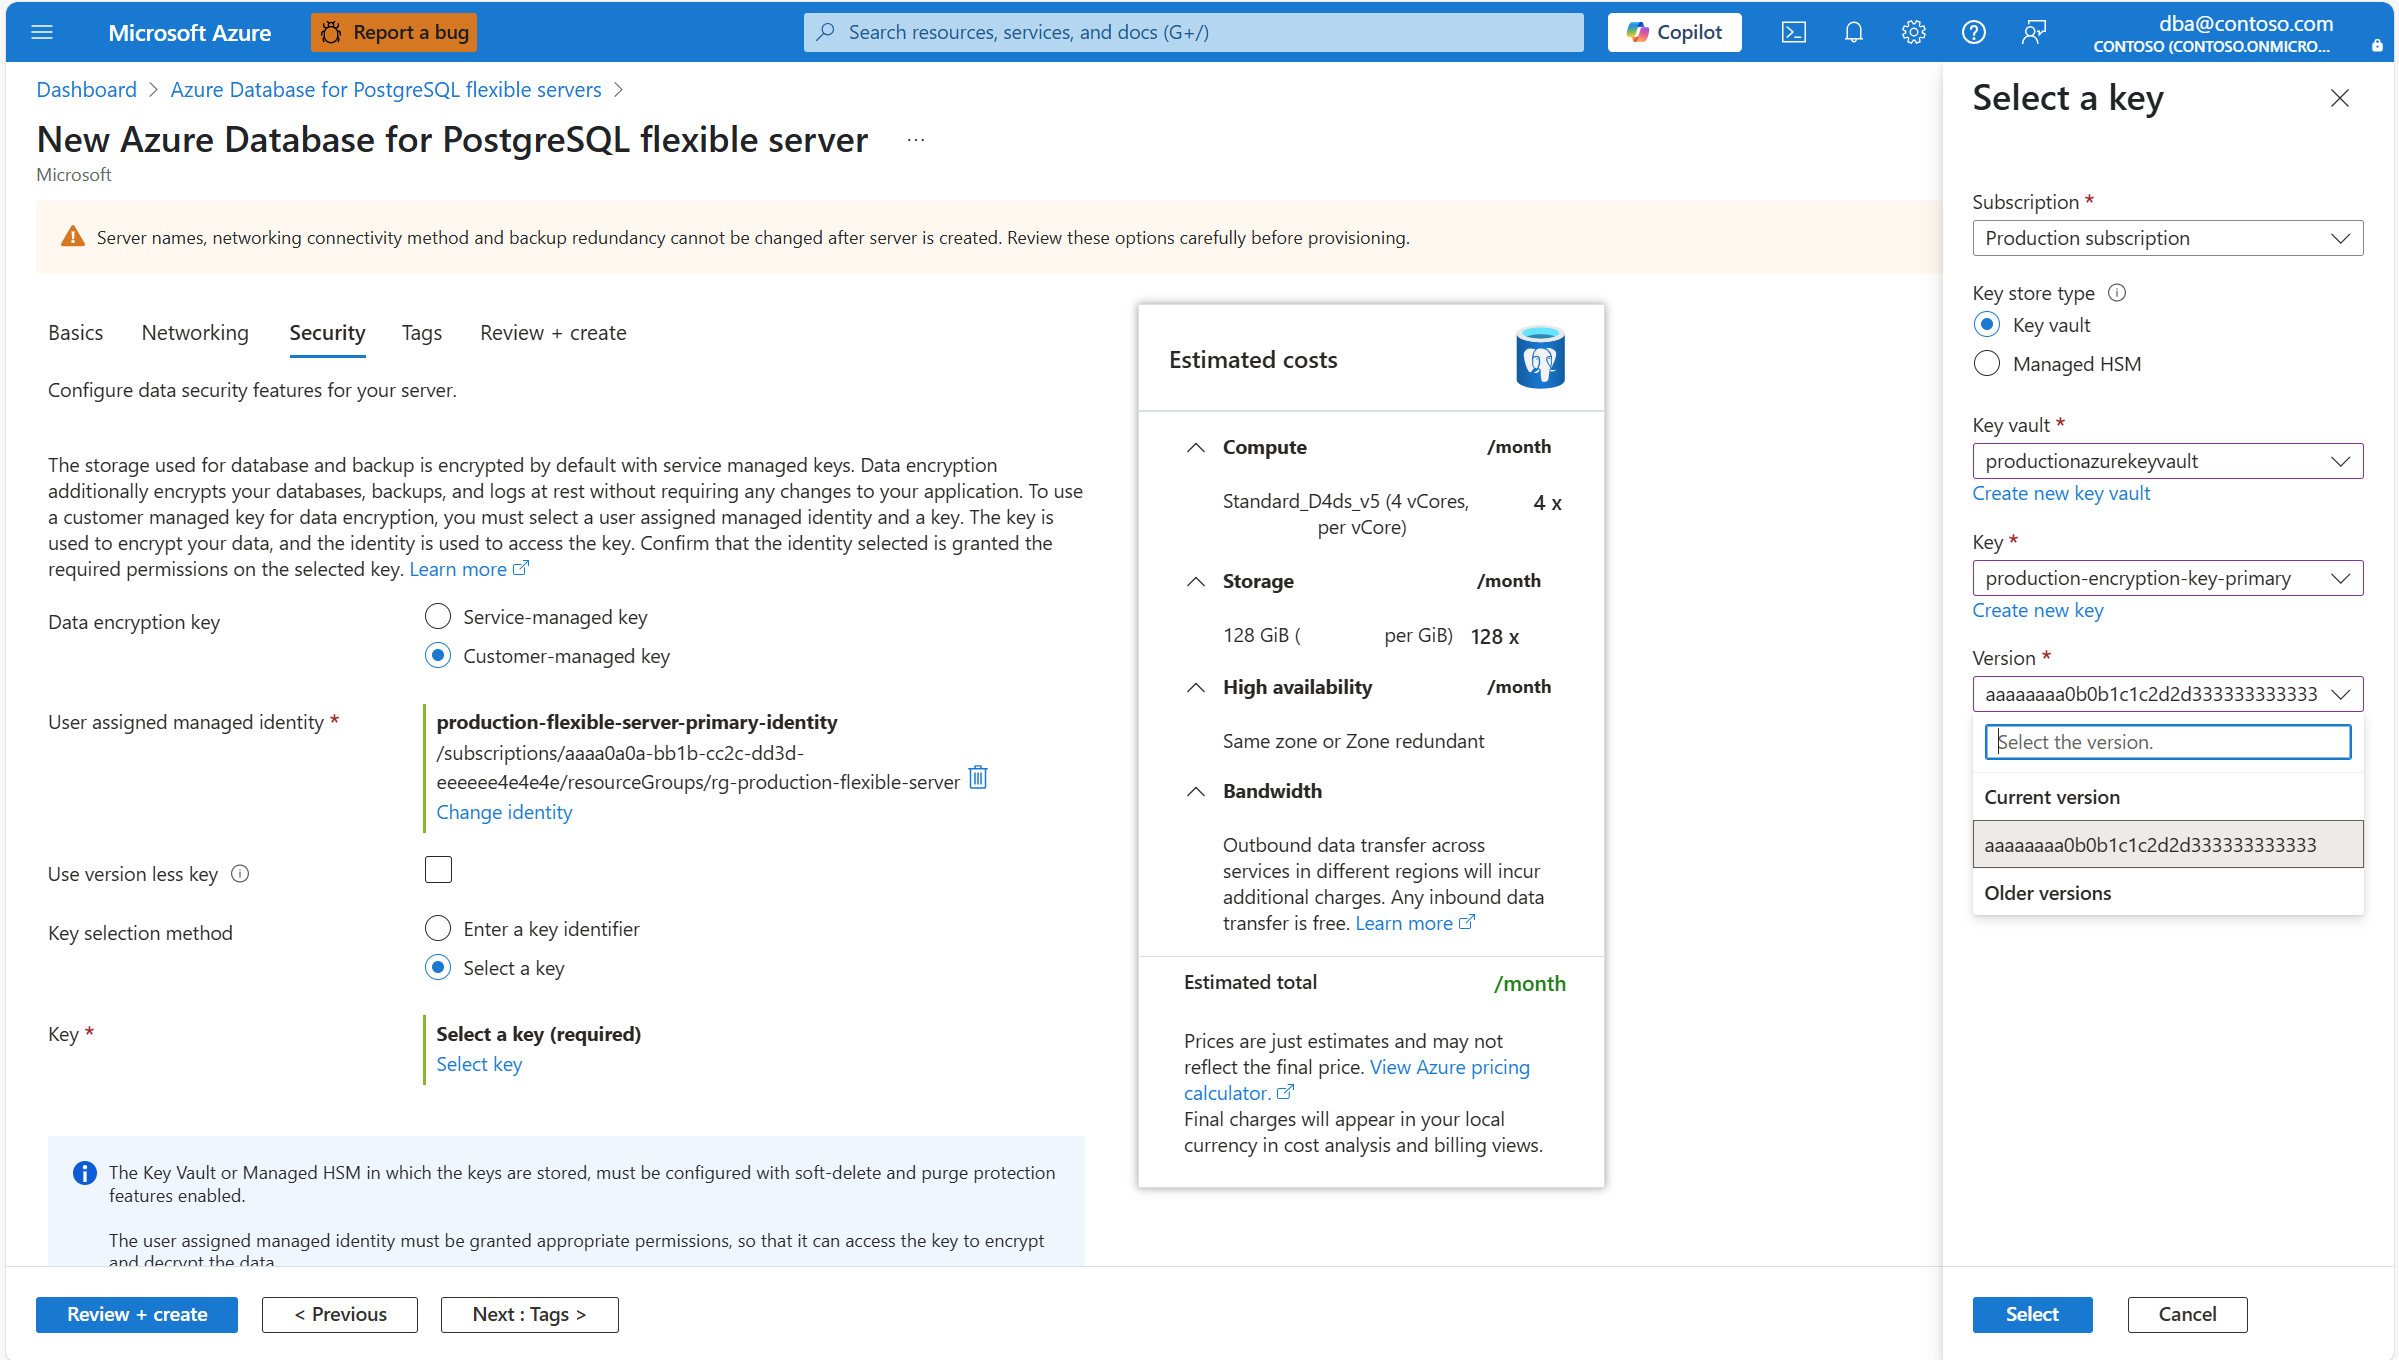 Microsoft Azure
Report a bug
Search resources, services, and docs (G+/)
Copilot
dba@contoso.com
CONTOSO (CONTOSO.ONMICRO...
Dashboard > Azure Database for PostgreSQL flexible servers >
New Azure Database for PostgreSQL flexible server ...
Microsoft
Server names, networking connectivity method and backup redundancy cannot be changed after server is created. Review these options carefully before provisioning.
Basics Networking Security Tags Review + create
Configure data security features for your server.
The storage used for database and backup is encrypted by default with service managed keys. Data encryption
additionally encrypts your databases, backups, and logs at rest without requiring any changes to your application. To use
a customer managed key for data encryption, you must select a user assigned managed identity and a key. The key is
used to encrypt your data, and the identity is used to access the key. Confirm that the identity selected is granted the
required permissions on the selected key. Learn more
Data encryption key
Service-managed key
Customer-managed key
User assigned managed identity *
production-flexible-server-primary-identity
/subscriptions/aaaa0a0a-bb1b-cc2c-dd3d-
eeeeee4e4e4e/resourceGroups/rg-production-flexible-server
Change identity
Use version less key
Key selection method
Enter a key identifier
Select a key
Key *
Select a key (required)
Select key
The Key Vault or Managed HSM in which the keys are stored, must be configured with soft-delete and purge protection
features enabled.
The user assigned managed identity must be granted appropriate permissions, so that it can access the key to encrypt
and decrypt the data.
Review + create
< Previous
Next : Tags >
Estimated costs
Compute /month
Standard_D4ds_v5 (4 vCores, 4 x
per vCore)
Storage /month
128 GiB ( per GiB) 128 x
High availability /month
Same zone or Zone redundant
Bandwidth
Outbound data transfer across
services in different regions will incur
additional charges. Any inbound data
transfer is free. Learn more
Estimated total /month
Prices are just estimates and may not
reflect the final price. View Azure pricing
calculator.
Final charges will appear in your local
currency in cost analysis and billing views.
Select a key
Subscription *
Production subscription
Key store type
Key vault
Managed HSM
Key vault *
productionazurekeyvault
Create new key vault
Key *
production-encryption-key-primary
Create new key
Version *
aaaaaaaa0b0b1c1c2d2d333333333333
Select the version.
Current version
aaaaaaaa0b0b1c1c2d2d333333333333
Older versions
Select
Cancel